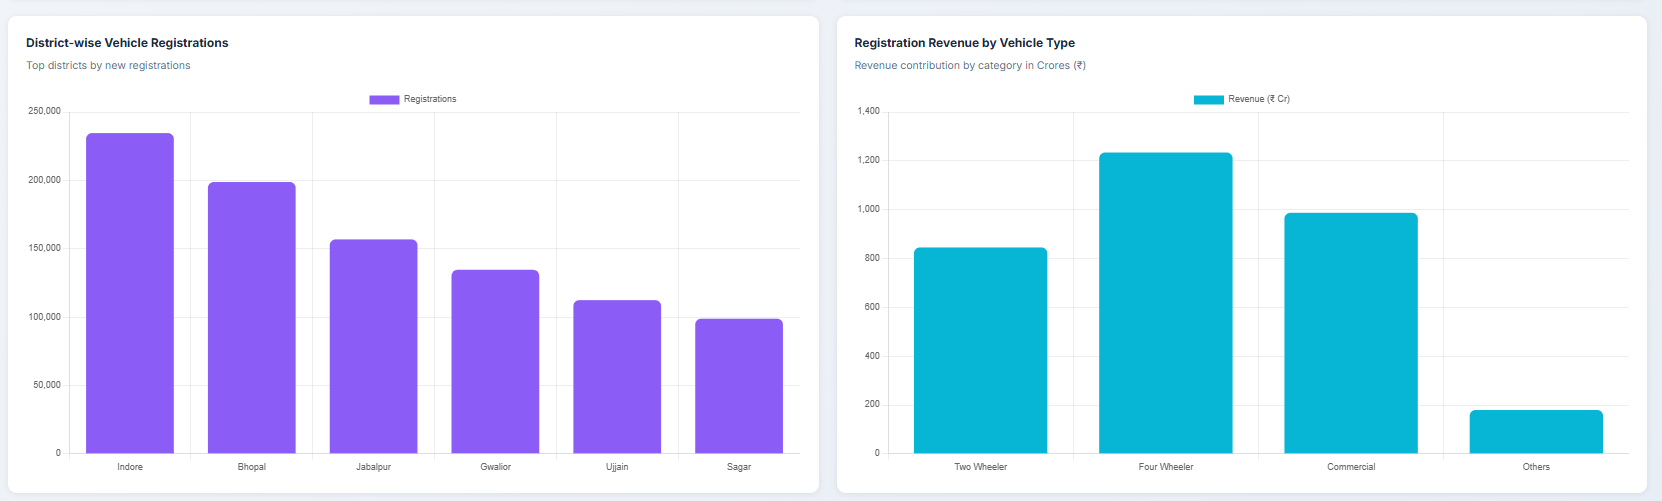 District-wise Vehicle Registrations
Top districts by new registrations
Registrations
250,000
200,000
150,000
100,000
50,000
0
Indore
Bhopal
Jabalpur
Gwalior
Ujjain
Sagar
Registration Revenue by Vehicle Type
Revenue contribution by category in Crores (₹)
Revenue (₹ Cr)
1,400
1,200
1,000
800
600
400
200
0
Two Wheeler
Four Wheeler
Commercial
Others